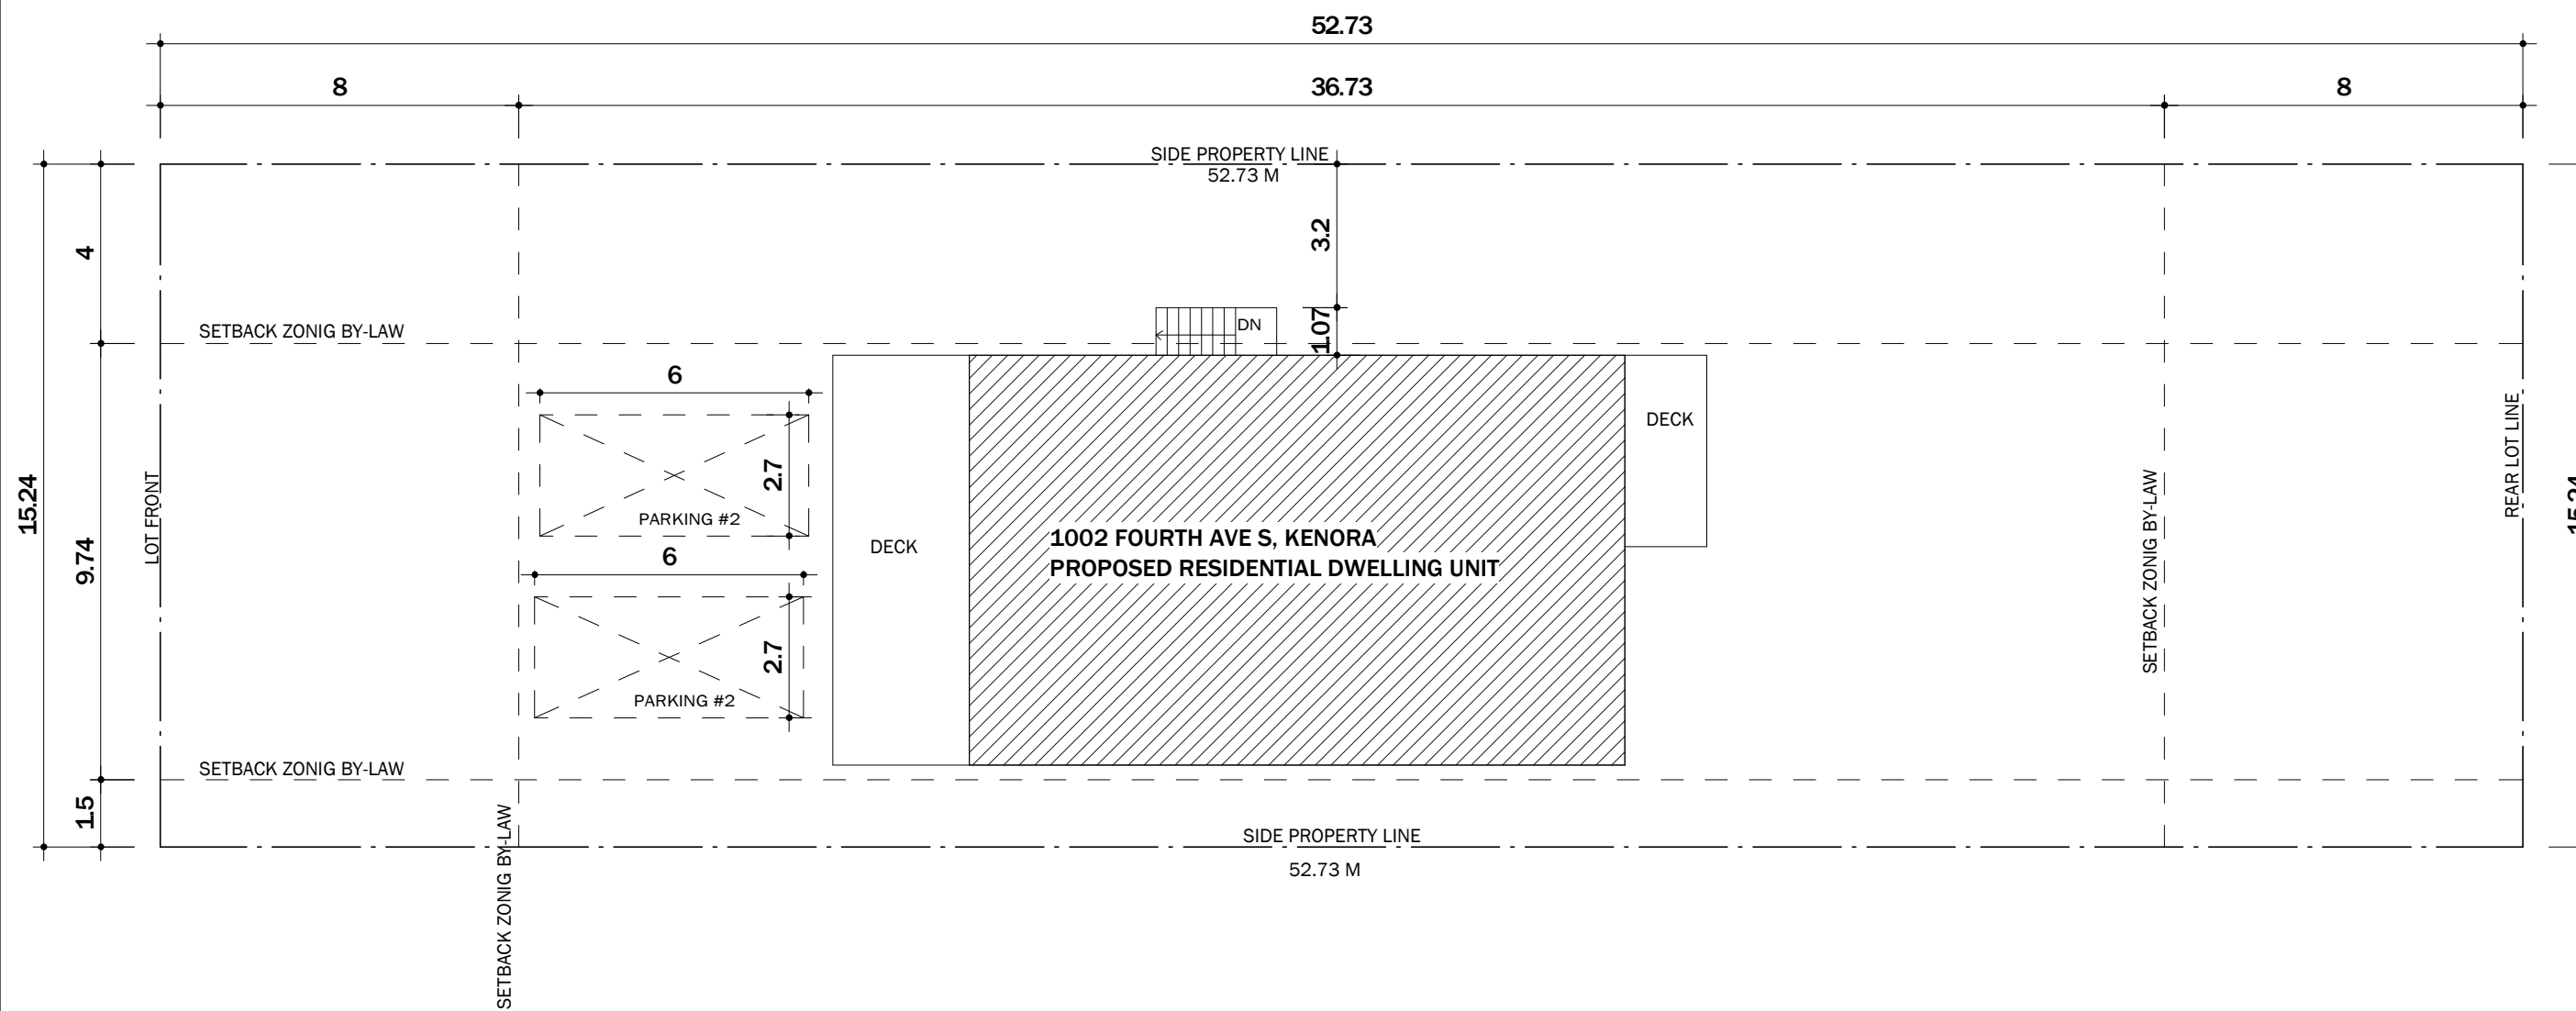 52.73
8
36.73
8
SIDE PROPERTY LINE
52.73 M
4
3.2
SETBACK ZONIG BY-LAW
DN
1.07
6
DECK
2.7
PARKING #2
15.24
LOT FRONT
9.74
DECK
1002 FOURTH AVE S, KENORA
PROPOSED RESIDENTIAL DWELLING UNIT
SETBACK ZONIG BY-LAW
REAR LOT LINE
15.24
6
2.7
PARKING #2
SETBACK ZONIG BY-LAW
1.5
SETBACK ZONIG BY-LAW
SIDE PROPERTY LINE
52.73 M